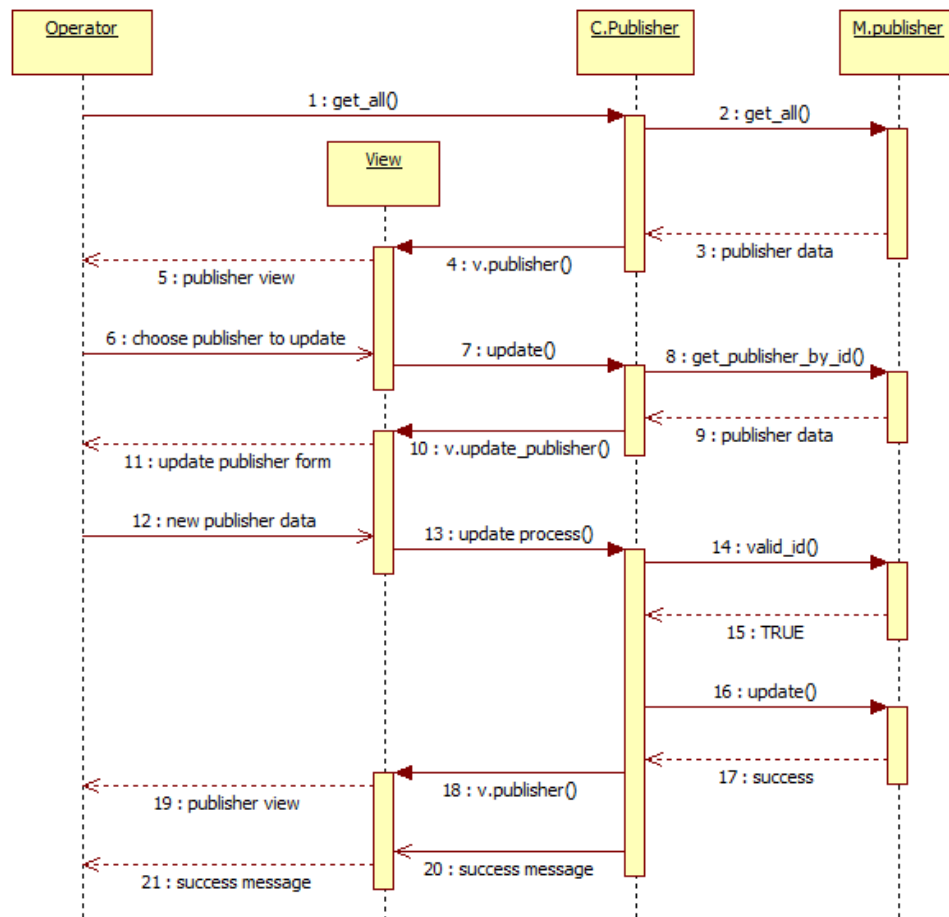 Operator
C.Publisher
M.publisher
1 : get_all()
2 : get_all()
View
3 : publisher data
4 : v.publisher()
5 : publisher view
6 : choose publisher to update
7 : update()
8 : get_publisher_by_id()
9 : publisher data
10 : v.update_publisher()
11 : update publisher form
12 : new publisher data
13 : update process()
14 : valid_id()
15 : TRUE
16 : update()
17 : success
18 : v.publisher()
19 : publisher view
20 : success message
21 : success message